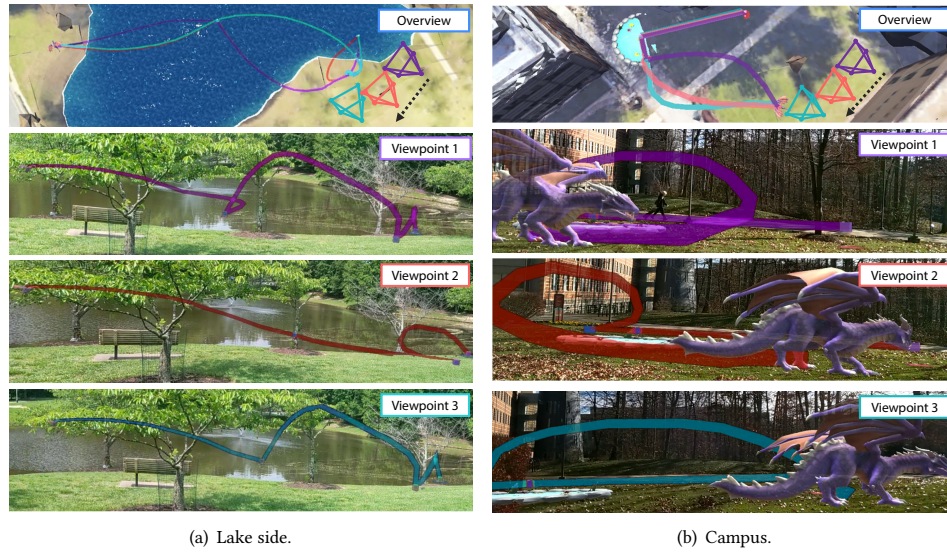 Overview
Viewpoint 1
Viewpoint 2
Viewpoint 3
(a) Lake side.
Overview
Viewpoint 1
Viewpoint 2
Viewpoint 3
(b) Campus.